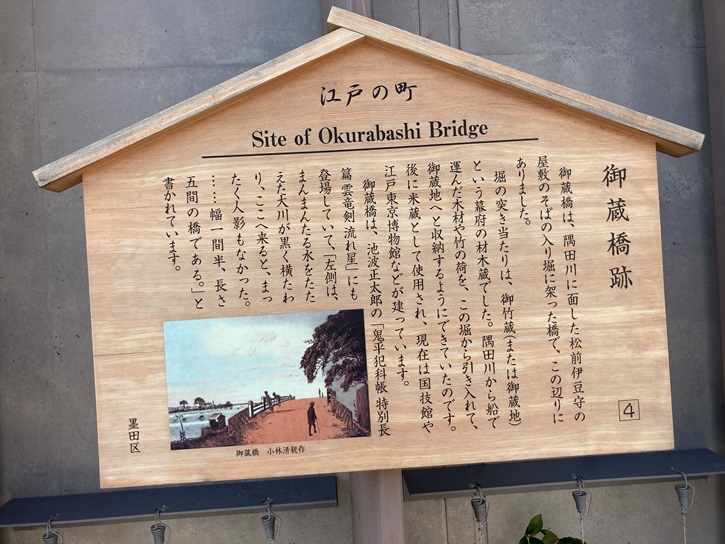 江戸の町
Site of Okurabashi Bridge
御蔵橋跡
御蔵橋は、隅田川に面した松前伊豆守の
屋敷のそばの入り堀に架った橋で、この辺りに
ありました。
堀の突き当たりは、御竹蔵(または御蔵地)
という幕府の材木蔵でした。隅田川から船で
運んだ木材や竹の荷を、この堀から引き入れて、
御蔵地へと収納するようにできていたのです。
後に米蔵として使用され、現在は国技館や
江戸東京博物館などが建っています。
御蔵橋は、池波正太郎の「鬼平犯科帳 特別長
篇 雲竜剣 流れ星」にも
登場していて、「左側は、
まんまんたる水をたた
えた大川が黒く横たわ
り、ここへ来ると、まっ
たく人影もなかった。
……幅一間半、長さ
五間の橋である。」と
書かれています。
4
御蔵橋 小林清親作
墨田区